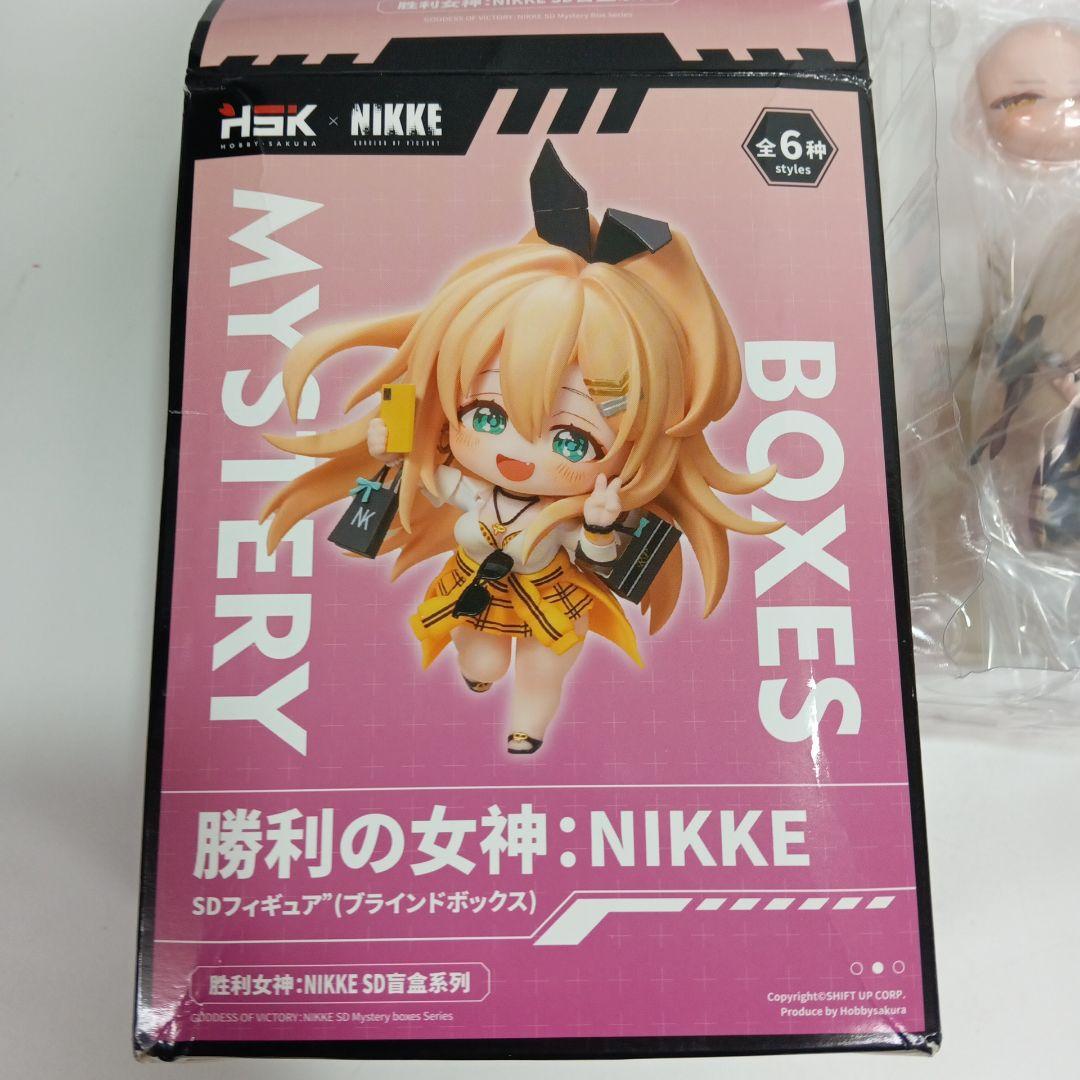 胜利女神：NIKKE SD盲盒系列
GODDESS OF VICTORY：NIKKE SD Mystery Box Series
HSK × NIKKE
HOBBY·SAKURA
GODDESS OF VICTORY
全6种
styles
MYSTERY
BOXES
NK
勝利の女神：NIKKE
SDフィギュア”(ブラインドボックス)
胜利女神：NIKKE SD盲盒系列
GODDESS OF VICTORY：NIKKE SD Mystery boxes Series
Copyright©SHIFT UP CORP.
Produce by Hobbysakura